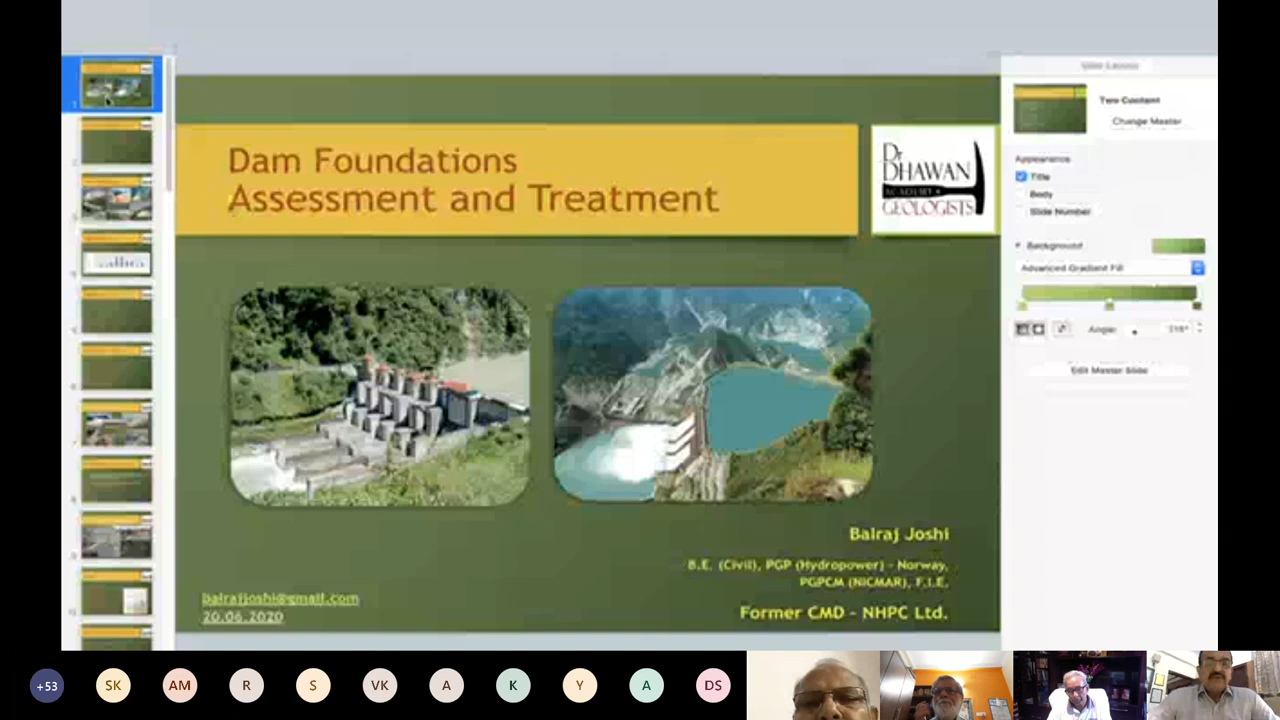 Dam Foundations
Assessment and Treatment
Dr
DHAWAN
ACADEMY
GEOLOGISTS
Balraj Joshi
B.E. (Civil), PGP (Hydropower) - Norway,
PGPCM (NICMAR), F.I.E.
Former CMD - NHPC Ltd.
balrajjoshi@gmail.com
20.06.2020
Slide Layout
Two Content
Change Master
Appearance
Title
Body
Slide Number
Background
Advanced Gradient Fill
Angle:
Edit Master Slide
+53
SK
AM
R
S
VK
A
K
Y
A
DS